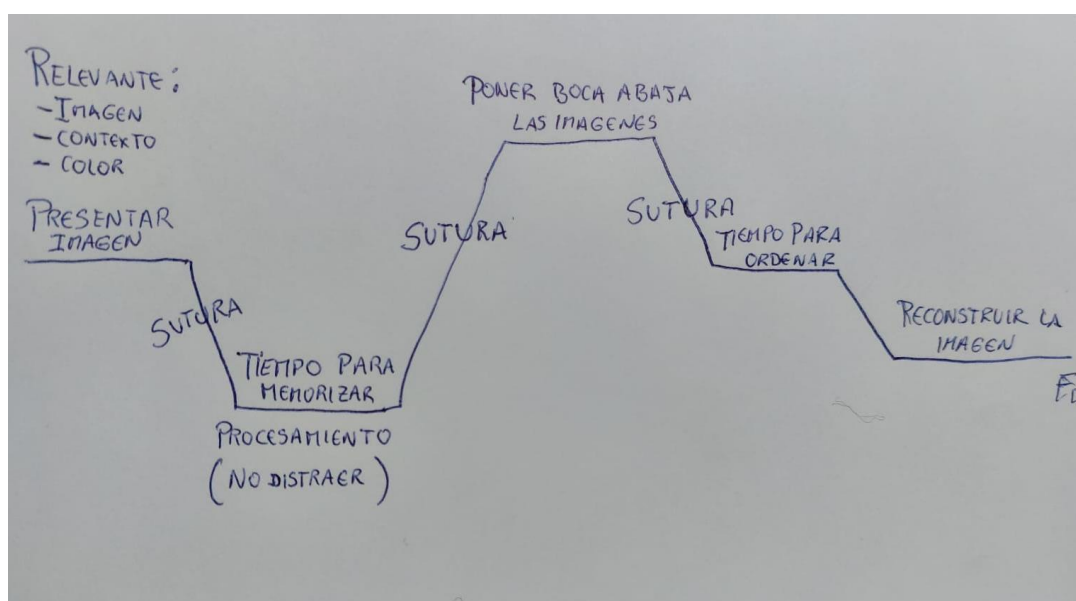 RELEVANTE:
- IMAGEN
- CONTEXTO
- COLOR
PRESENTAR
IMAGEN
SUTURA
TIEMPO PARA
MEMORIZAR
PROCESAMIENTO
(NO DISTRAER)
SUTURA
PONER BOCA ABAJA
LAS IMAGENES
SUTURA
TIEMPO PARA
ORDENAR
RECONSTRUIR LA
IMAGEN